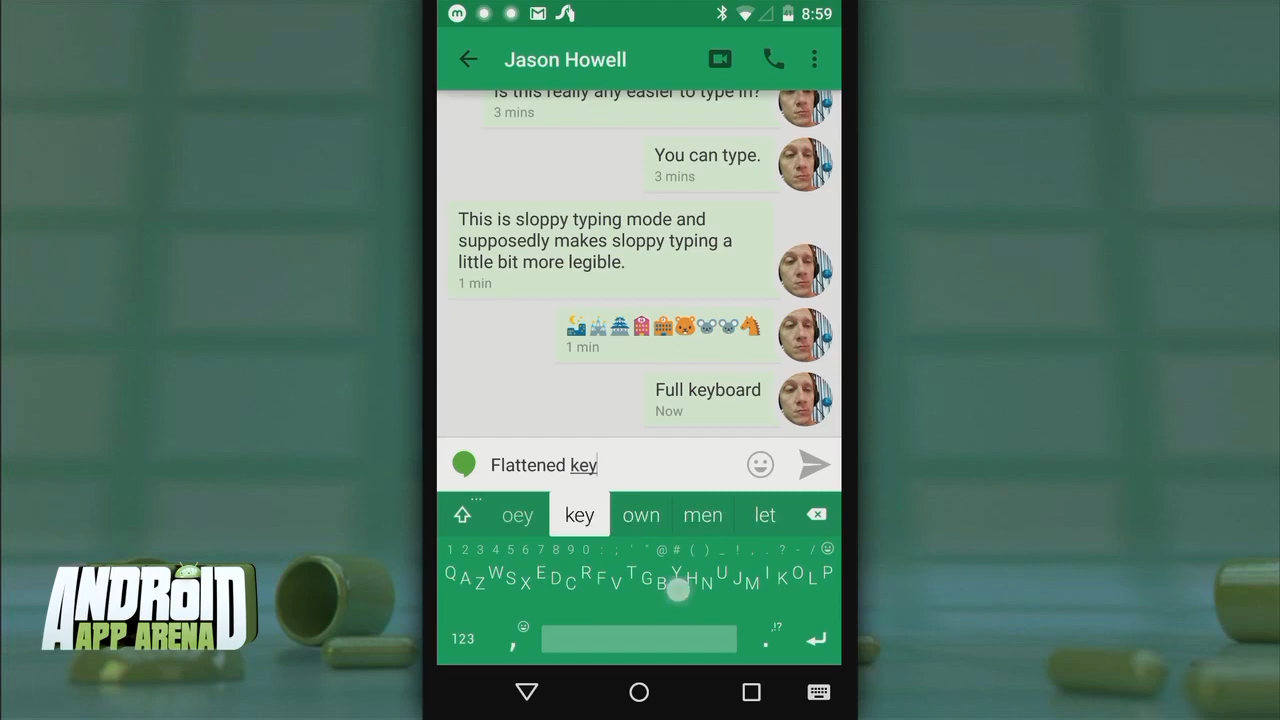 8:59
Jason Howell
Is this really any easier to type in?
3 mins
You can type.
3 mins
This is sloppy typing mode and
supposedly makes sloppy typing a
little bit more legible.
1 min
1 min
Full keyboard
Now
Flattened key
oey key own men let
1 2 3 4 5 6 7 8 9 0 : ; ' " @ # ( ) _ ! , . ? - /
Q A Z W S X E D C R F V T G B Y H N U J M I K O L P
123 , . ,!?
ANDROID
APP ARENA